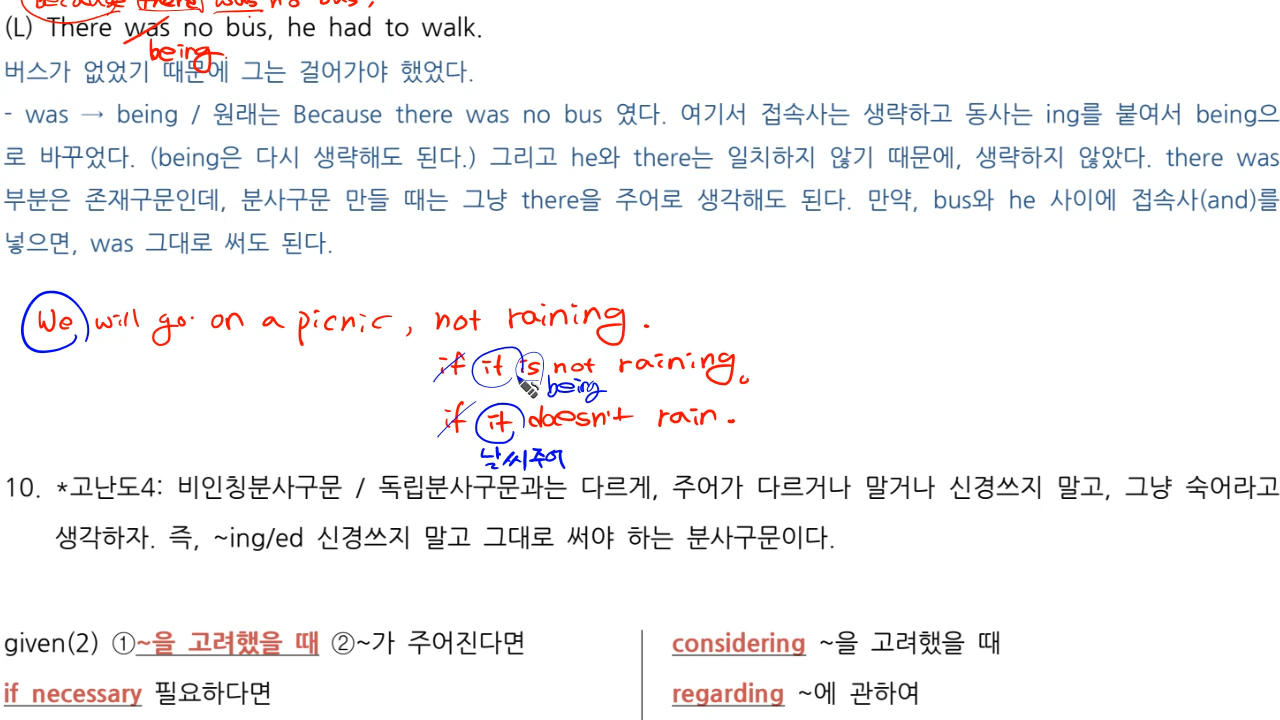 Because there was no bus,
(L) There was no bus, he had to walk.
being
버스가 없었기 때문에 그는 걸어가야 했었다.
- was → being / 원래는 Because there was no bus 였다. 여기서 접속사는 생략하고 동사는 ing를 붙여서 being으
로 바꾸었다. (being은 다시 생략해도 된다.) 그리고 he와 there는 일치하지 않기 때문에, 생략하지 않았다. there was
부분은 존재구문인데, 분사구문 만들 때는 그냥 there을 주어로 생각해도 된다. 만약, bus와 he 사이에 접속사(and)를
넣으면, was 그대로 써도 된다.
We will go on a picnic, not raining.
if it is not raining.
being
if it doesn't rain.
날씨주어
10. *고난도4: 비인칭분사구문 / 독립분사구문과는 다르게, 주어가 다르거나 말거나 신경쓰지 말고, 그냥 숙어라고
생각하자. 즉, ~ing/ed 신경쓰지 말고 그대로 써야 하는 분사구문이다.
given(2) ①~을 고려했을 때 ②~가 주어진다면
if necessary 필요하다면
considering ~을 고려했을 때
regarding ~에 관하여